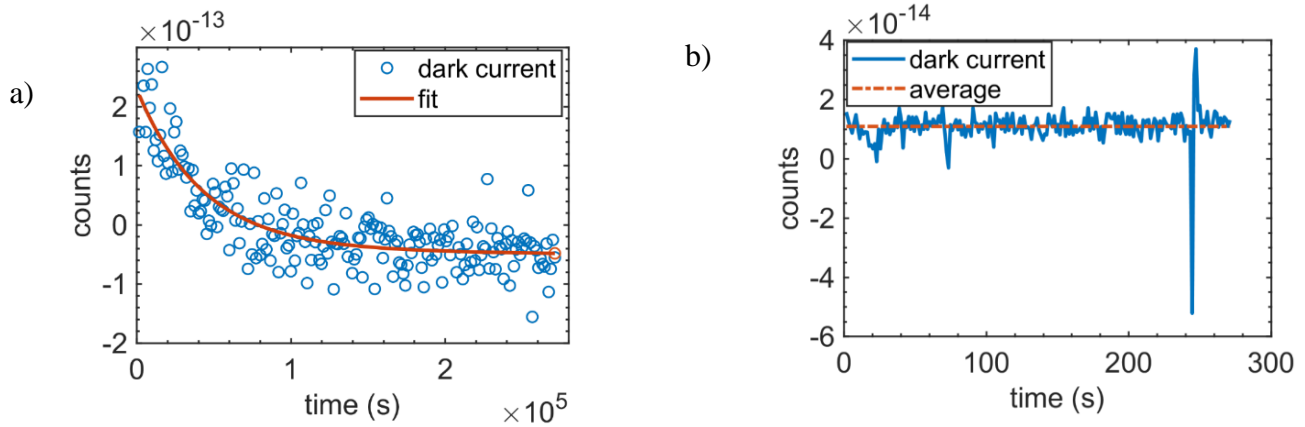 a)
×10⁻¹³
2
1
0
-1
-2
0
1
2
×10⁵
counts
time (s)
dark current
fit
b)
×10⁻¹⁴
4
2
0
-2
-4
-6
0
100
200
300
counts
time (s)
dark current
average